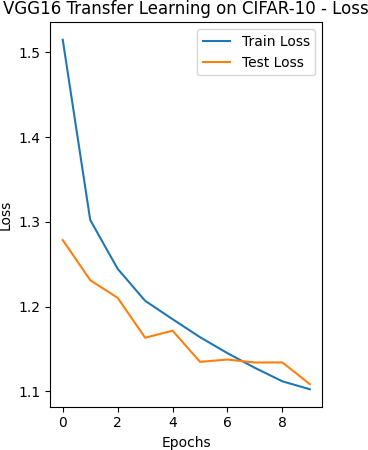 VGG16 Transfer Learning on CIFAR-10 - Loss
Train Loss
Test Loss
1.5
1.4
1.3
1.2
1.1
Loss
0 2 4 6 8
Epochs